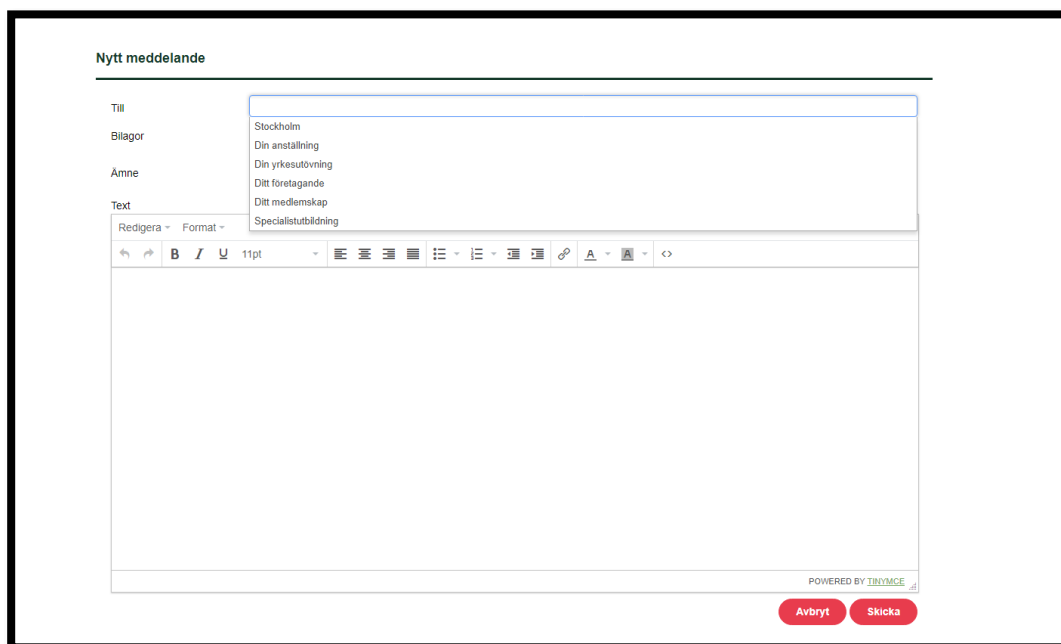 Nytt meddelande
Till
Stockholm
Bilagor
Din anställning
Din yrkesutövning
Ämne
Ditt företagande
Ditt medlemskap
Text
Specialistutbildning
Redigera Format
B I U 11pt A A <>
POWERED BY TINYMCE
Avbryt Skicka